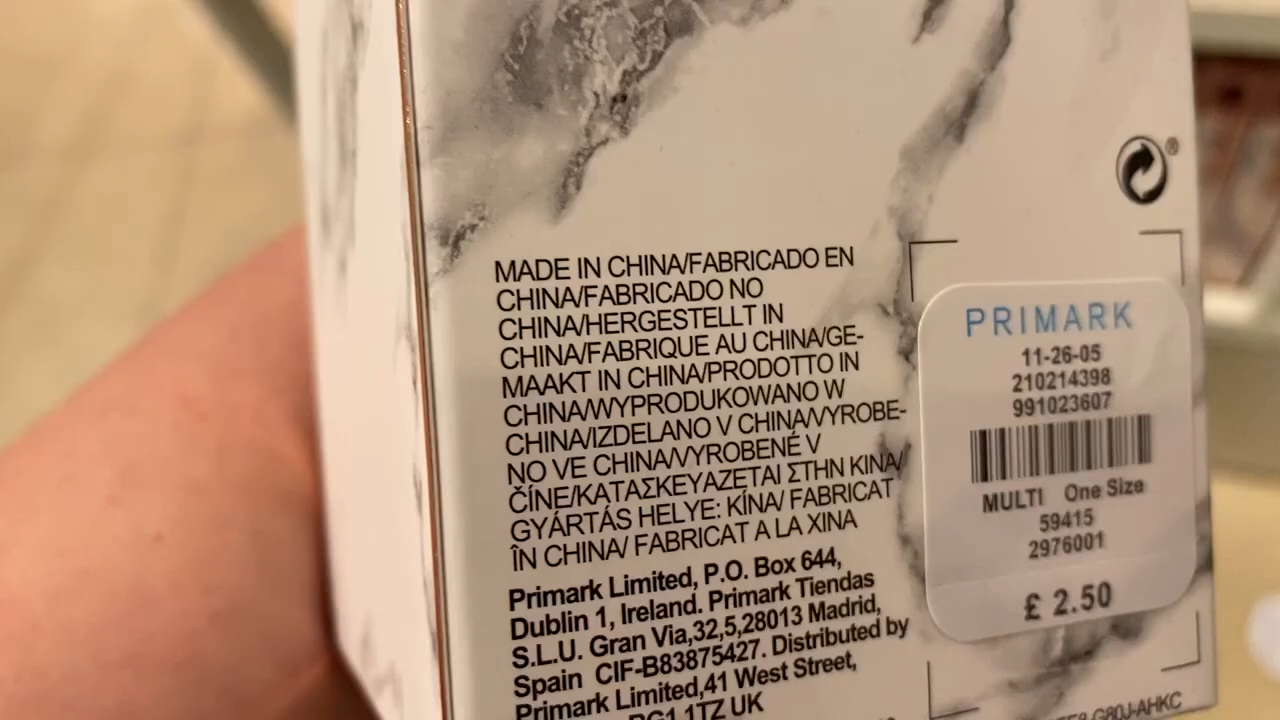 MADE IN CHINA/FABRICADO EN
CHINA/FABRICADO NO
CHINA/HERGESTELLT IN
CHINA/FABRIQUE AU CHINA/GE-
MAAKT IN CHINA/PRODOTTO IN
CHINA/WYPRODUKOWANO W
CHINA/IZDELANO V CHINA/VYROBE-
NO VE CHINA/VYROBENÉ V
ČÍNE/ΚΑΤΑΣΚΕΥΑΖΕΤΑΙ ΣΤΗΝ ΚΙΝΑ/
GYÁRTÁS HELYE: KÍNA/ FABRICAT
ÎN CHINA/ FABRICAT A LA XINA
Primark Limited, P.O. Box 644,
Dublin 1, Ireland. Primark Tiendas
S.L.U. Gran Via,32,5,28013 Madrid,
Spain CIF-B83875427. Distributed by
Primark Limited,41 West Street,
RG1 1TZ UK
®
PRIMARK
11-26-05
210214398
991023607
MULTI One Size
59415
2976001
£ 2.50
G80J-AHKC